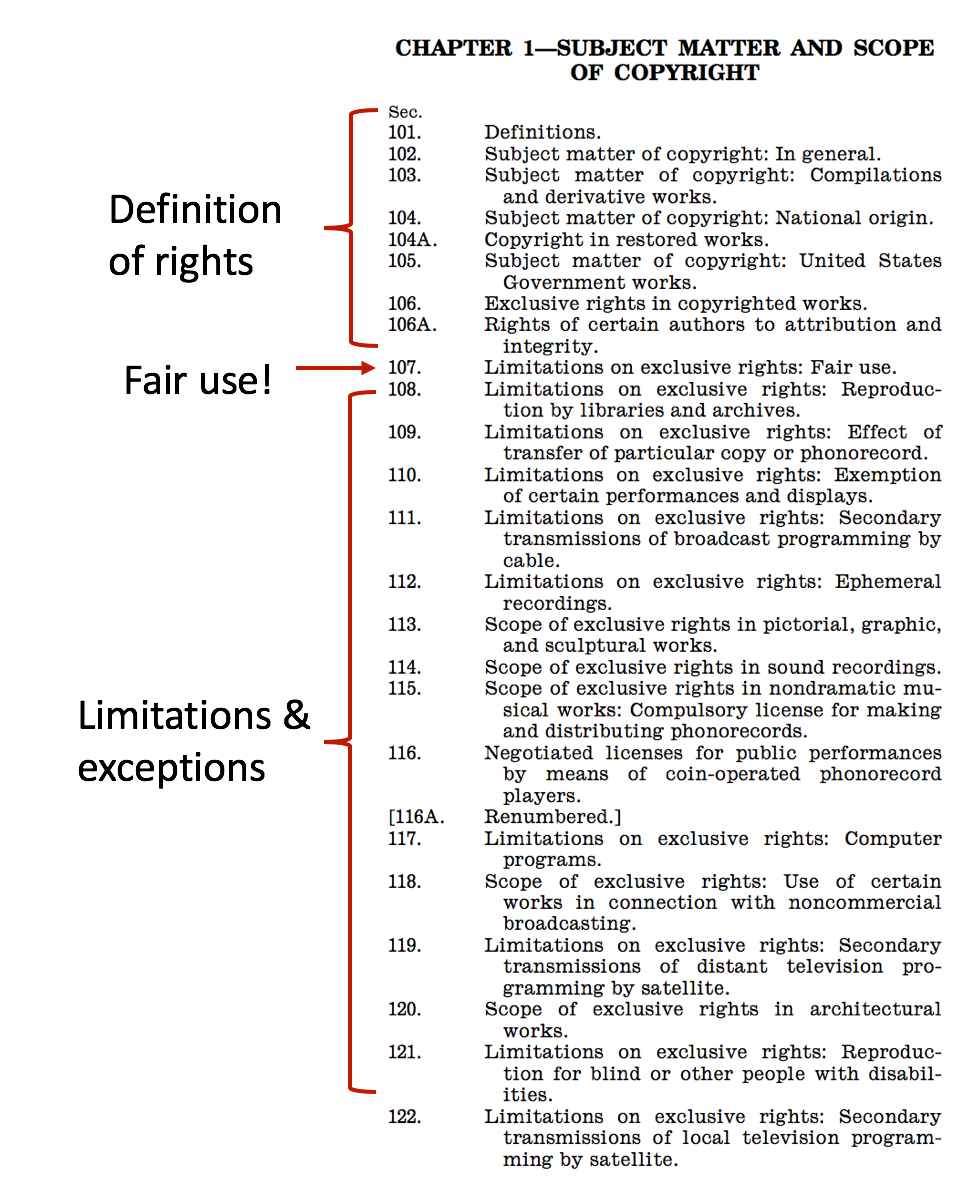 CHAPTER 1—SUBJECT MATTER AND SCOPE
OF COPYRIGHT
Sec.
101. Definitions.
102. Subject matter of copyright: In general.
103. Subject matter of copyright: Compilations
and derivative works.
104. Subject matter of copyright: National origin.
104A. Copyright in restored works.
105. Subject matter of copyright: United States
Government works.
106. Exclusive rights in copyrighted works.
106A. Rights of certain authors to attribution and
integrity.
Definition
of rights
107. Limitations on exclusive rights: Fair use.
Fair use!
108. Limitations on exclusive rights: Reproduc-
tion by libraries and archives.
109. Limitations on exclusive rights: Effect of
transfer of particular copy or phonorecord.
110. Limitations on exclusive rights: Exemption
of certain performances and displays.
111. Limitations on exclusive rights: Secondary
transmissions of broadcast programming by
cable.
112. Limitations on exclusive rights: Ephemeral
recordings.
113. Scope of exclusive rights in pictorial, graphic,
and sculptural works.
114. Scope of exclusive rights in sound recordings.
115. Scope of exclusive rights in nondramatic mu-
sical works: Compulsory license for making
and distributing phonorecords.
116. Negotiated licenses for public performances
by means of coin-operated phonorecord
players.
[116A. Renumbered.]
117. Limitations on exclusive rights: Computer
programs.
118. Scope of exclusive rights: Use of certain
works in connection with noncommercial
broadcasting.
119. Limitations on exclusive rights: Secondary
transmissions of distant television pro-
gramming by satellite.
120. Scope of exclusive rights in architectural
works.
121. Limitations on exclusive rights: Reproduc-
tion for blind or other people with disabil-
ities.
Limitations &
exceptions
122. Limitations on exclusive rights: Secondary
transmissions of local television program-
ming by satellite.